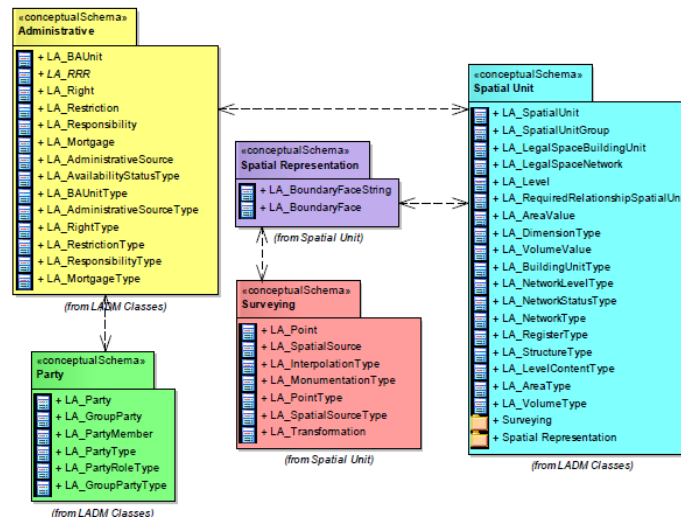 «conceptualSchema»
Administrative
+ LA_BAUnit
+ LA_RRR
+ LA_Right
+ LA_Restriction
+ LA_Responsibility
+ LA_Mortgage
+ LA_AdministrativeSource
+ LA_AvailabilityStatusType
+ LA_BAUnitType
+ LA_AdministrativeSourceType
+ LA_RightType
+ LA_RestrictionType
+ LA_ResponsibilityType
+ LA_MortgageType
(from LADM Classes)
«conceptualSchema»
Party
+ LA_Party
+ LA_GroupParty
+ LA_PartyMember
+ LA_PartyType
+ LA_PartyRoleType
+ LA_GroupPartyType
(from LADM Classes)
«conceptualSchema»
Spatial Representation
+ LA_BoundaryFaceString
+ LA_BoundaryFace
(from Spatial Unit)
«conceptualSchema»
Surveying
+ LA_Point
+ LA_SpatialSource
+ LA_InterpolationType
+ LA_MonumentationType
+ LA_PointType
+ LA_SpatialSourceType
+ LA_Transformation
(from Spatial Unit)
«conceptualSchema»
Spatial Unit
+ LA_SpatialUnit
+ LA_SpatialUnitGroup
+ LA_LegalSpaceBuildingUnit
+ LA_LegalSpaceNetwork
+ LA_Level
+ LA_RequiredRelationshipSpatialUni
+ LA_AreaValue
+ LA_DimensionType
+ LA_VolumeValue
+ LA_BuildingUnitType
+ LA_NetworkLevelType
+ LA_NetworkStatusType
+ LA_NetworkType
+ LA_RegisterType
+ LA_StructureType
+ LA_LevelContentType
+ LA_AreaType
+ LA_VolumeType
+ Surveying
+ Spatial Representation
(from LADM Classes)